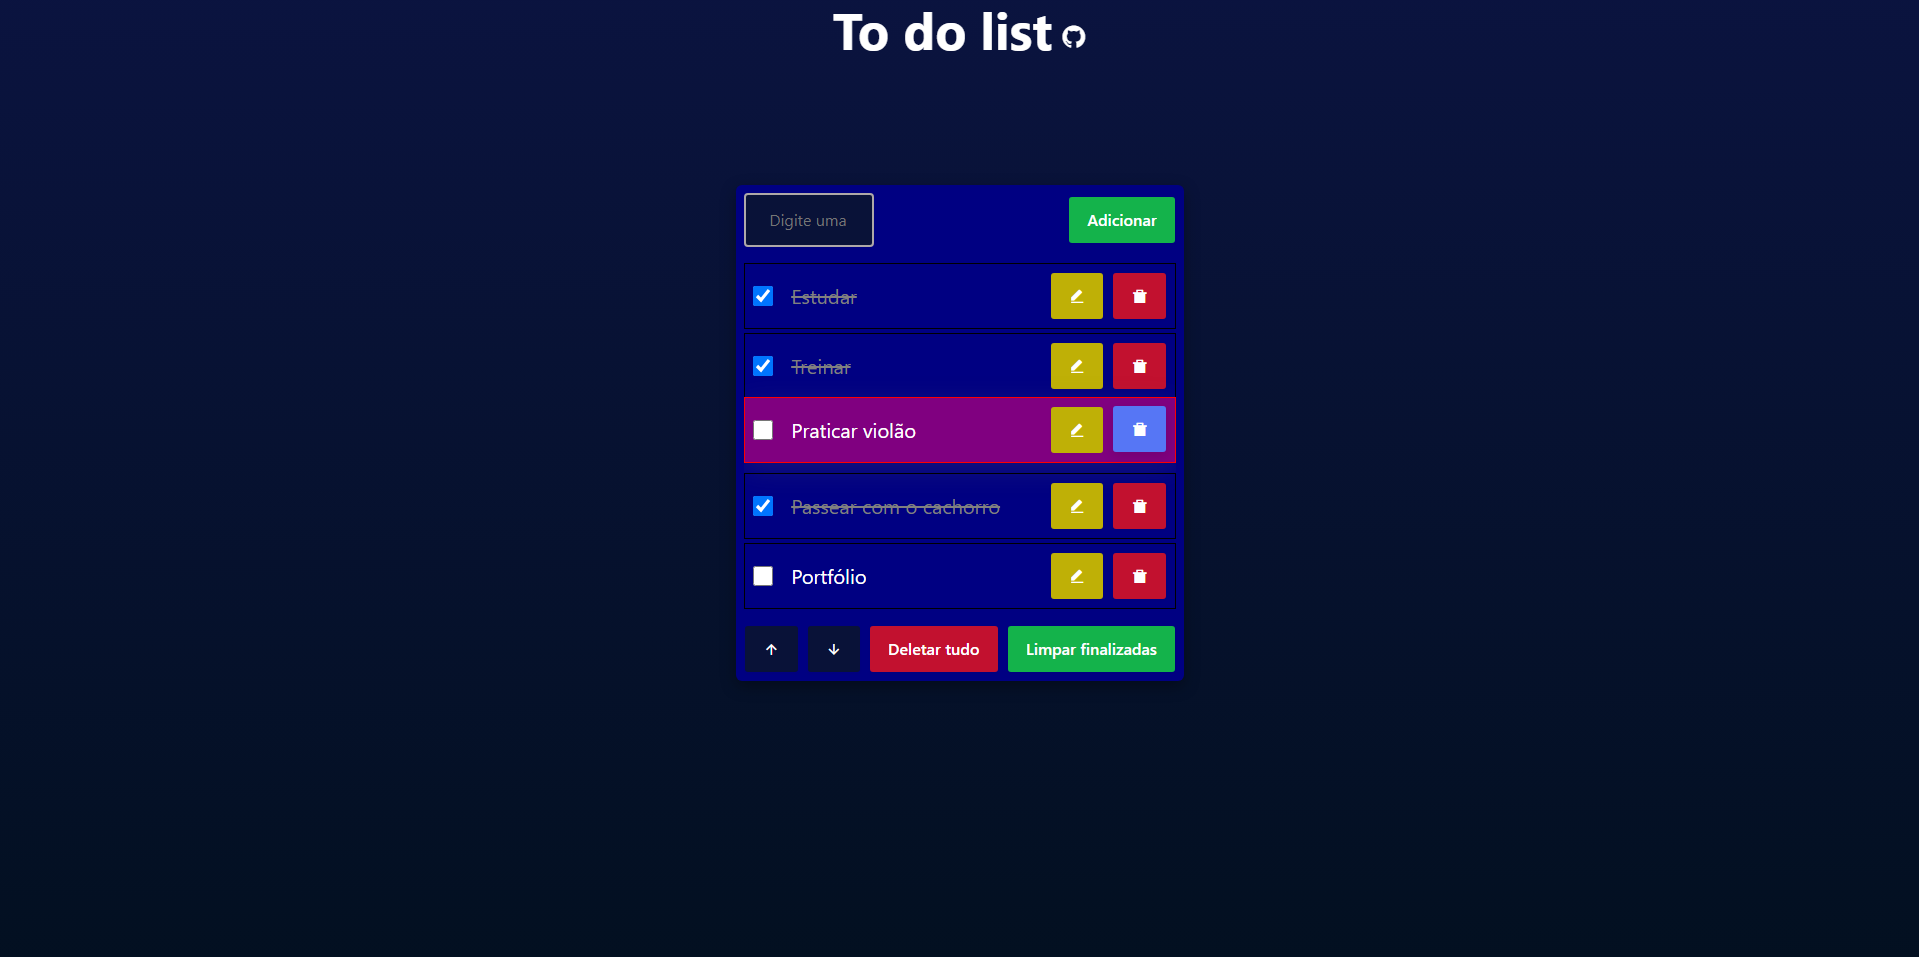 To do list
Digite uma
Adicionar
Estudar
Treinar
Praticar violão
Passear com o cachorro
Portfólio
Deletar tudo
Limpar finalizadas